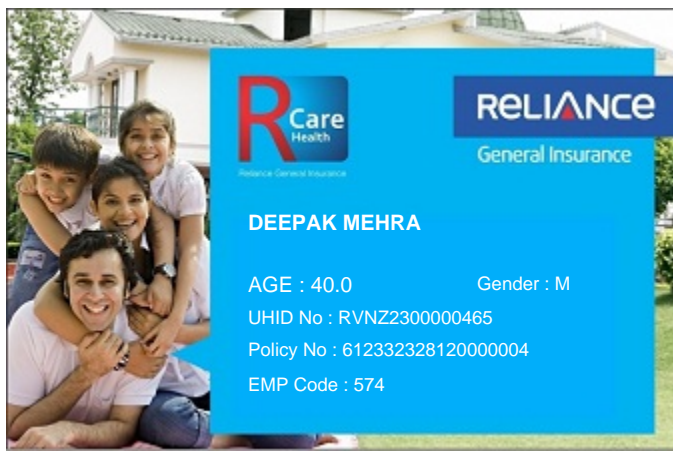 R Care
Health
Reliance General Insurance
RELIANCE
General Insurance
DEEPAK MEHRA
AGE : 40.0 Gender : M
UHID No : RVNZ2300000465
Policy No : 612332328120000004
EMP Code : 574